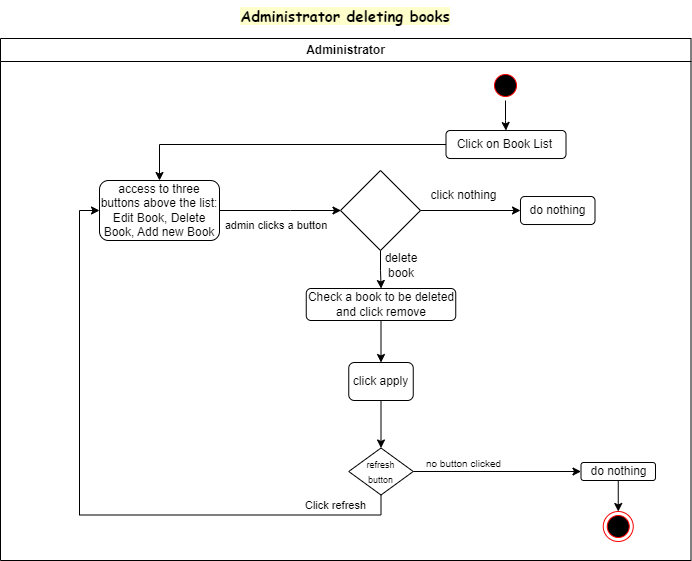 Administrator deleting books
Administrator
Click on Book List
access to three
buttons above the list:
Edit Book, Delete
Book, Add new Book
admin clicks a button
click nothing
do nothing
delete
book
Check a book to be deleted
and click remove
click apply
refresh
button
no button clicked
do nothing
Click refresh